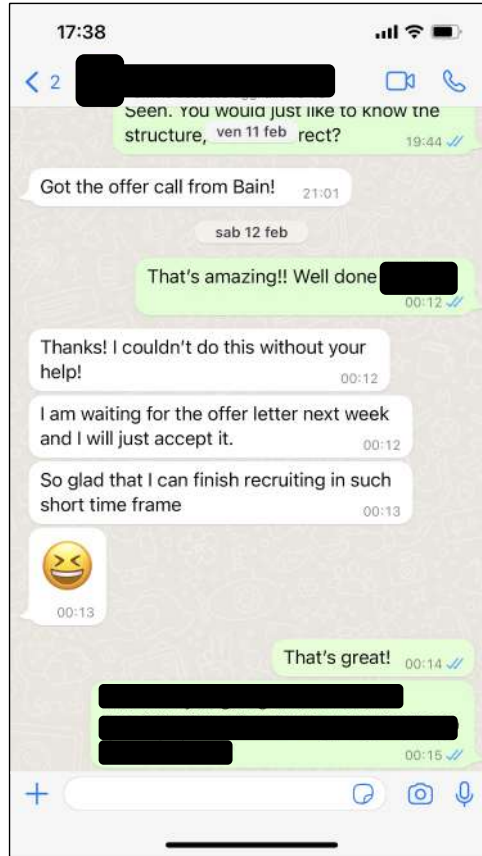 17:38
2
Seen. You would just like to know the
structure, ven 11 feb rect?
19:44
Got the offer call from Bain!
21:01
sab 12 feb
That's amazing!! Well done
00:12
Thanks! I couldn't do this without your
help!
00:12
I am waiting for the offer letter next week
and I will just accept it.
00:12
So glad that I can finish recruiting in such
short time frame
00:13
00:13
That's great! 00:14
00:15